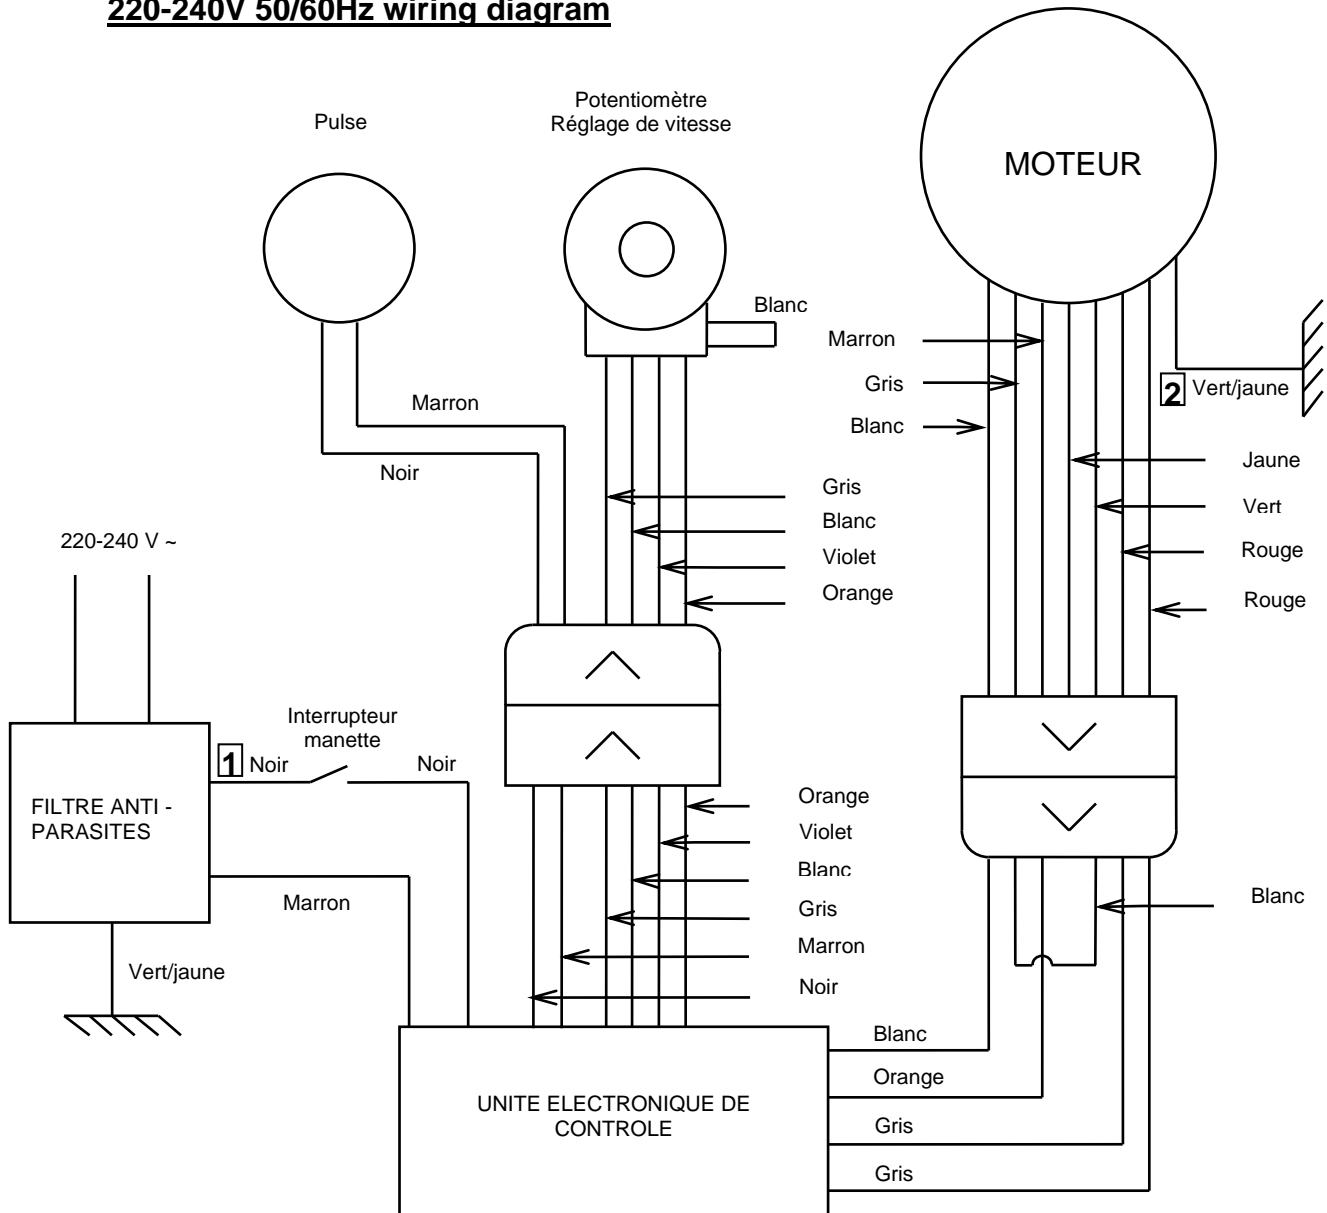 220-240V 50/60Hz wiring diagram
Pulse
Potentiomètre
Réglage de vitesse
MOTEUR
Blanc
Marron
Gris
Blanc
2 Vert/jaune
Marron
Noir
Jaune
Vert
Rouge
Rouge
Gris
Blanc
Violet
Orange
220-240 V ~
Interrupteur
manette
1 Noir
Noir
FILTRE ANTI -
PARASITES
Marron
Vert/jaune
Orange
Violet
Blanc
Gris
Marron
Noir
Blanc
Blanc
Orange
Gris
Gris
UNITE ELECTRONIQUE DE
CONTROLE